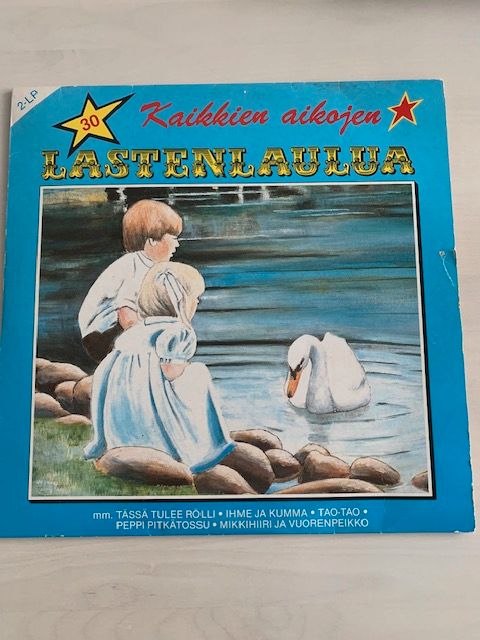 2-LP
30
Kaikkien aikojen
LASTENLAULUA
mm. TÄSSÄ TULEE RÖLLI • IHME JA KUMMA • TAO-TAO •
PEPPI PITKÄTOSSU • MIKKIHIIRI JA VUORENPEIKKO